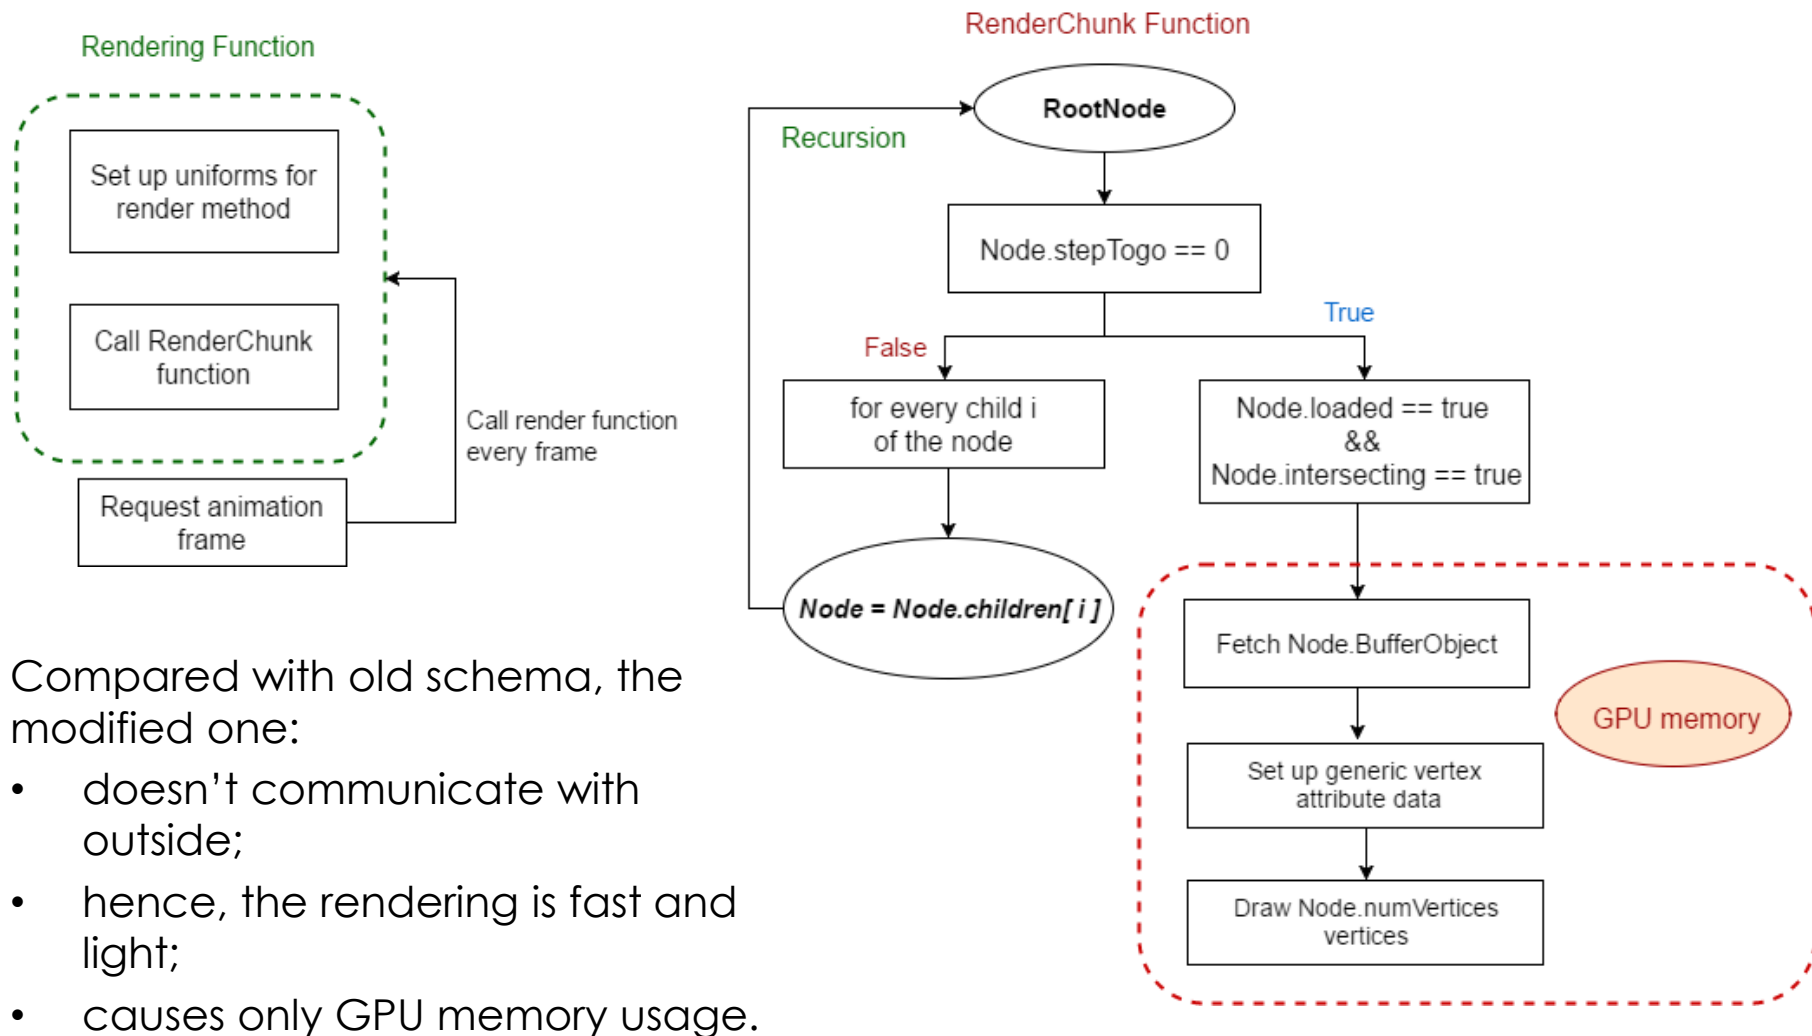 Rendering Function
Set up uniforms for
render method
Call RenderChunk
function
Call render function
every frame
Request animation
frame
RenderChunk Function
RootNode
Recursion
Node.stepTogo == 0
True
False
for every child i
of the node
Node.loaded == true
&&
Node.intersecting == true
Node = Node.children[ i ]
Fetch Node.BufferObject
GPU memory
Set up generic vertex
attribute data
Draw Node.numVertices
vertices
Compared with old schema, the
modified one:
• doesn’t communicate with
outside;
• hence, the rendering is fast and
light;
• causes only GPU memory usage.